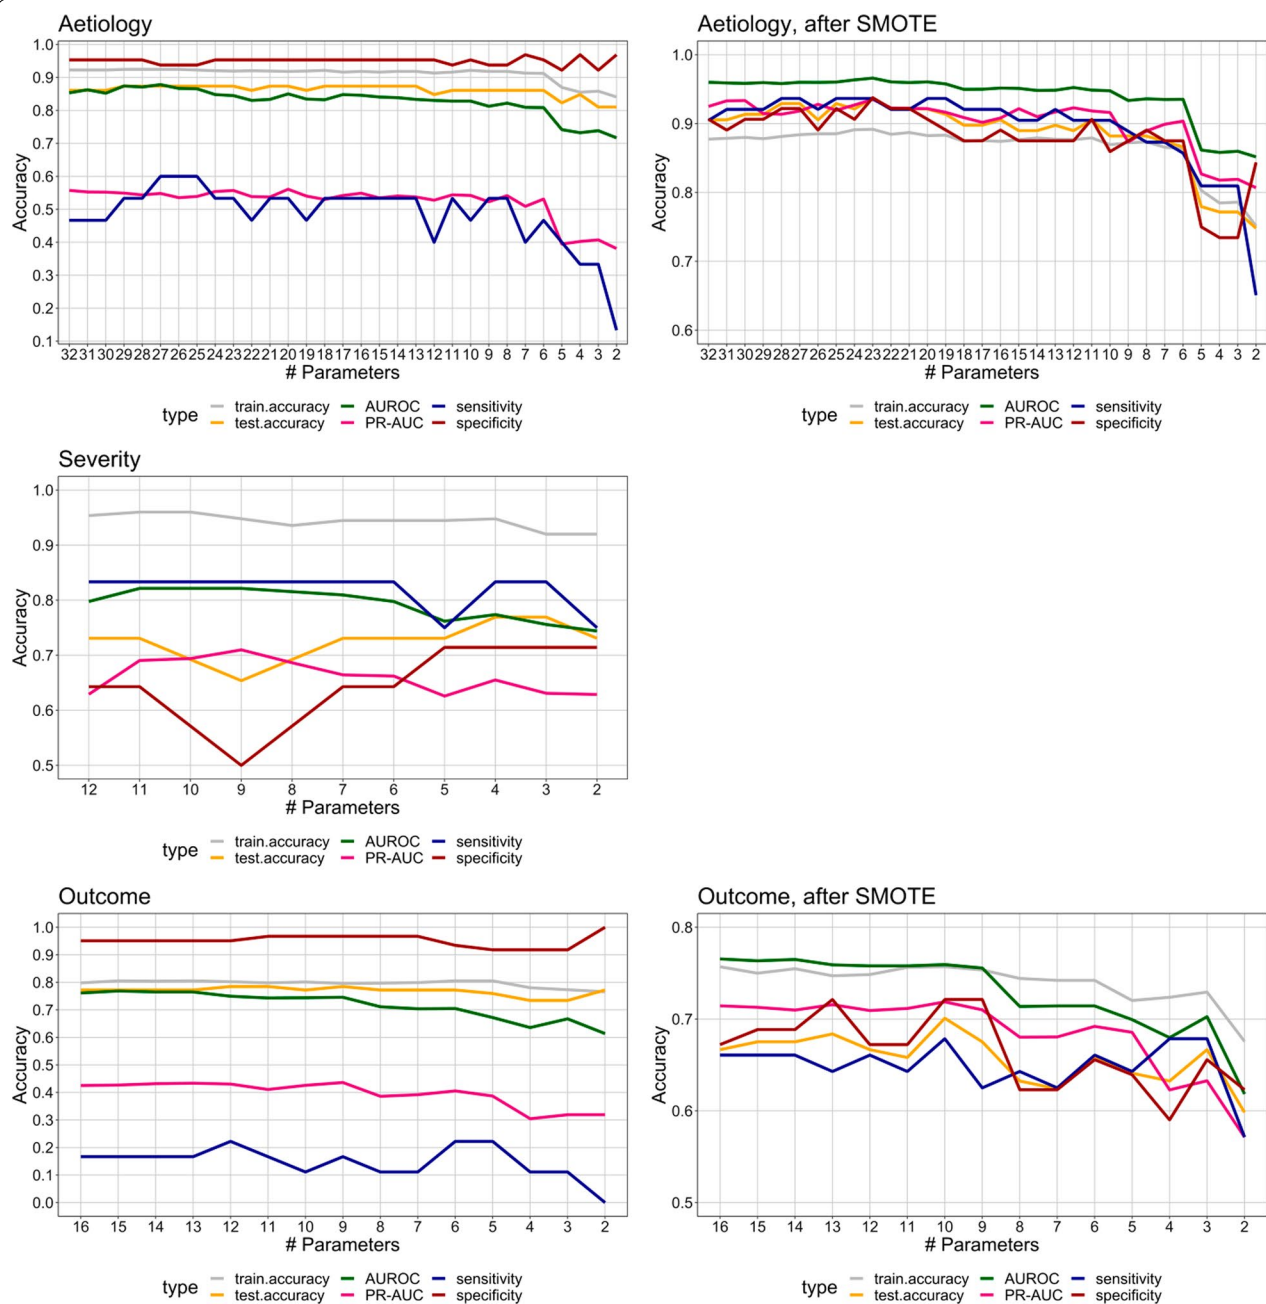 Aetiology
Accuracy
1.0
0.9
0.8
0.7
0.6
0.5
0.4
0.3
0.2
0.1
32 31 30 29 28 27 26 25 24 23 22 21 20 19 18 17 16 15 14 13 12 11 10 9 8 7 6 5 4 3 2
# Parameters
type train.accuracy AUROC sensitivity
test.accuracy PR-AUC specificity
Aetiology, after SMOTE
Accuracy
1.0
0.9
0.8
0.7
0.6
32 31 30 29 28 27 26 25 24 23 22 21 20 19 18 17 16 15 14 13 12 11 10 9 8 7 6 5 4 3 2
# Parameters
type train.accuracy AUROC sensitivity
test.accuracy PR-AUC specificity
Severity
Accuracy
1.0
0.9
0.8
0.7
0.6
0.5
12 11 10 9 8 7 6 5 4 3 2
# Parameters
type train.accuracy AUROC sensitivity
test.accuracy PR-AUC specificity
Outcome
Accuracy
1.0
0.9
0.8
0.7
0.6
0.5
0.4
0.3
0.2
0.1
0.0
16 15 14 13 12 11 10 9 8 7 6 5 4 3 2
# Parameters
type train.accuracy AUROC sensitivity
test.accuracy PR-AUC specificity
Outcome, after SMOTE
Accuracy
0.8
0.7
0.6
0.5
16 15 14 13 12 11 10 9 8 7 6 5 4 3 2
# Parameters
type train.accuracy AUROC sensitivity
test.accuracy PR-AUC specificity